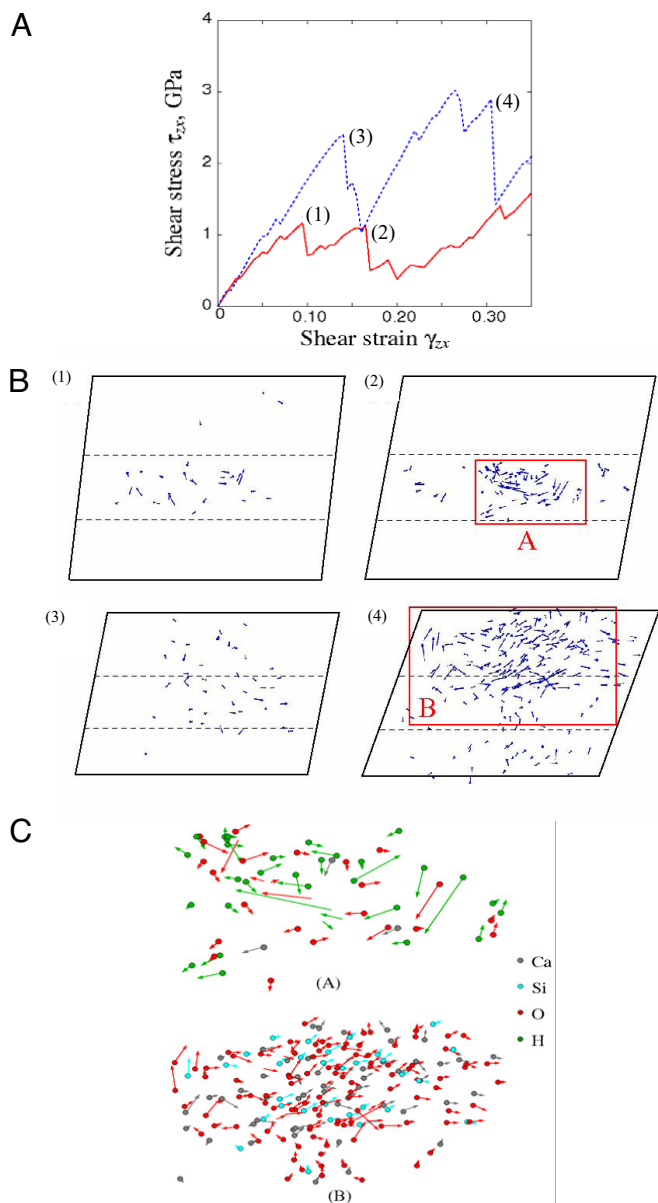 A
Shear stress τzx, GPa
4
3
2
1
0
(1)
(2)
(3)
(4)
0
0.10
0.20
0.30
Shear strain γzx
B
(1)
(2)
A
(3)
(4)
B
C
Ca
Si
O
H
(A)
(B)